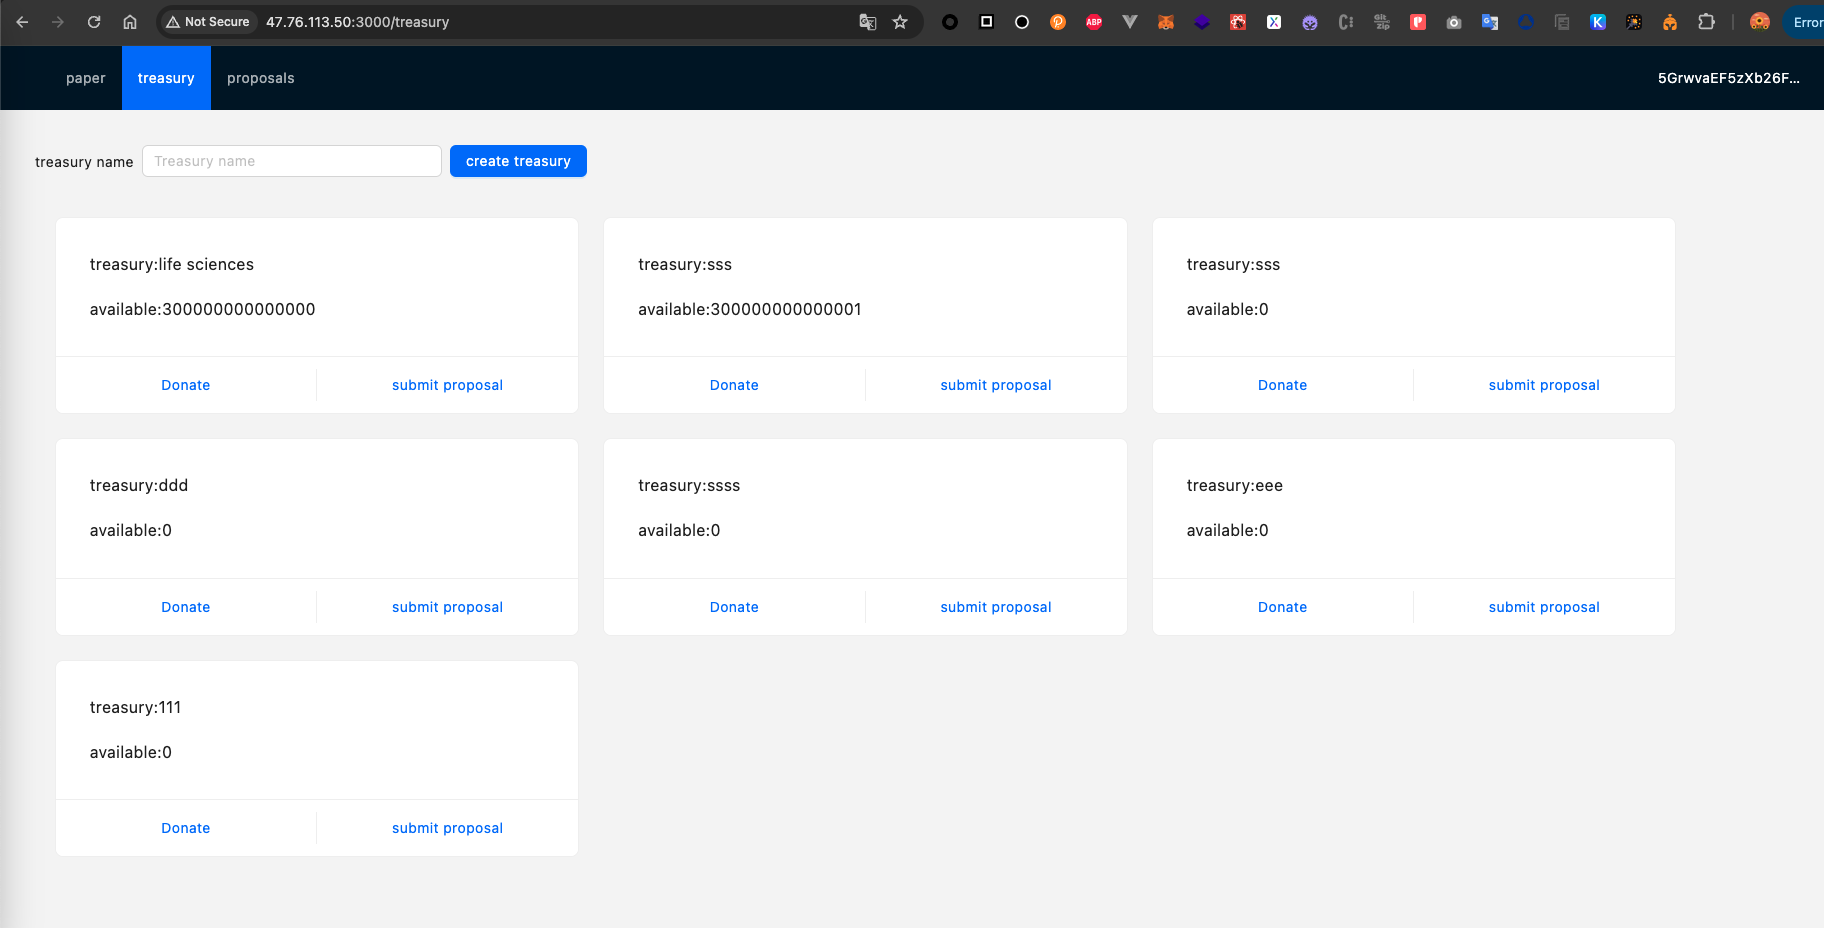 Not Secure 47.76.113.50:3000/treasury
ABP
Git Zip
K
Error
paper treasury proposals 5GrwvaEF5zXb26F...
treasury name Treasury name create treasury
treasury:life sciences
available:300000000000000
Donate submit proposal
treasury:sss
available:300000000000001
Donate submit proposal
treasury:sss
available:0
Donate submit proposal
treasury:ddd
available:0
Donate submit proposal
treasury:ssss
available:0
Donate submit proposal
treasury:eee
available:0
Donate submit proposal
treasury:111
available:0
Donate submit proposal